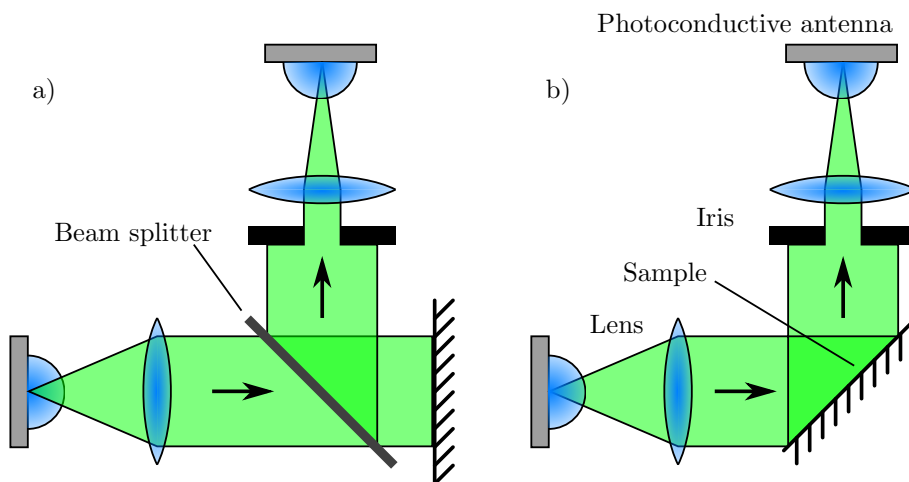 Photoconductive antenna
a)
b)
Iris
Beam splitter
Sample
Lens